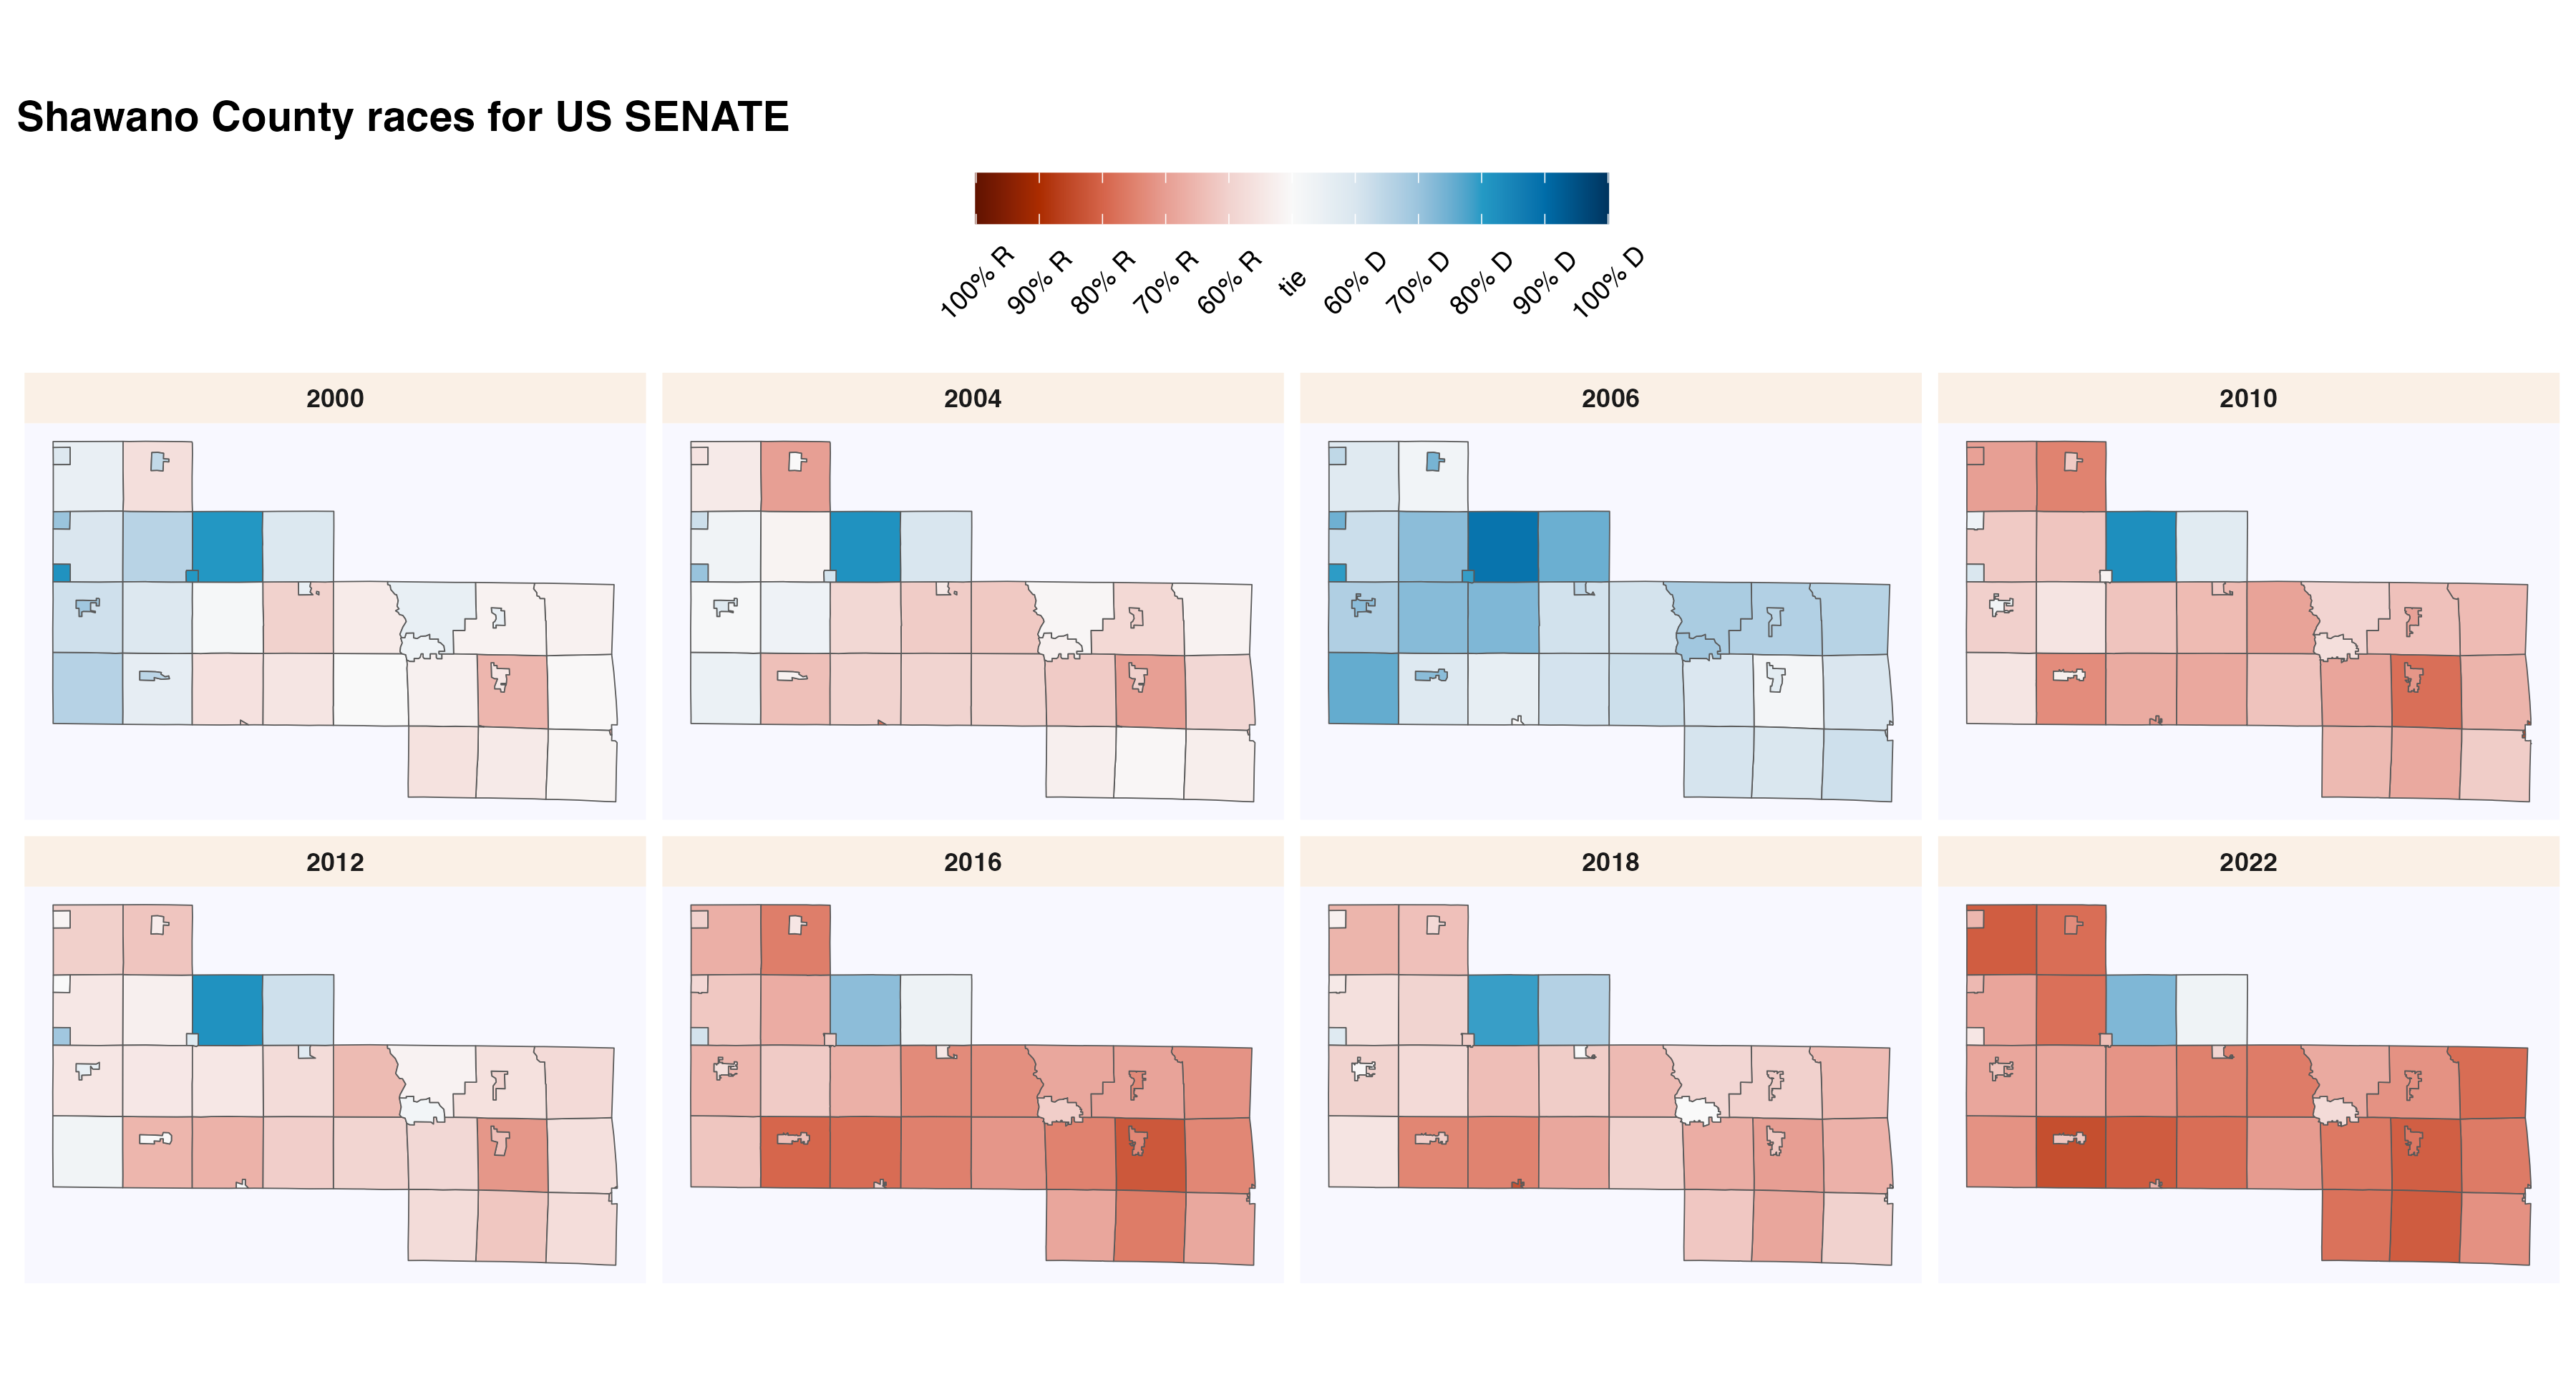 Shawano County races for US SENATE
100% R
90% R
80% R
70% R
60% R
tie
60% D
70% D
80% D
90% D
100% D
2000
2004
2006
2010
2012
2016
2018
2022